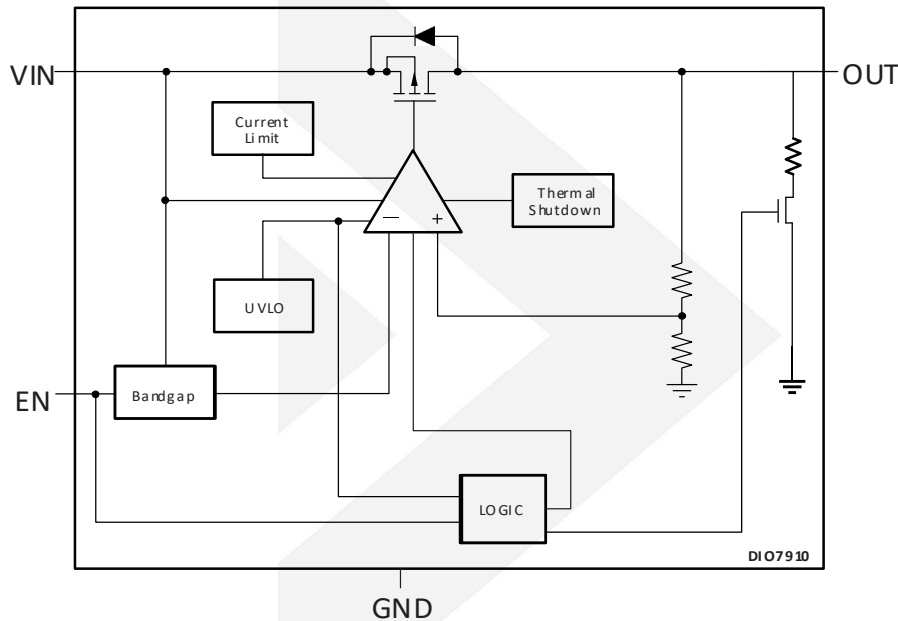 VIN
OUT
Current
Limit
Thermal
Shutdown
—
+
UVLO
EN
Bandgap
LOGIC
DIO7910
GND